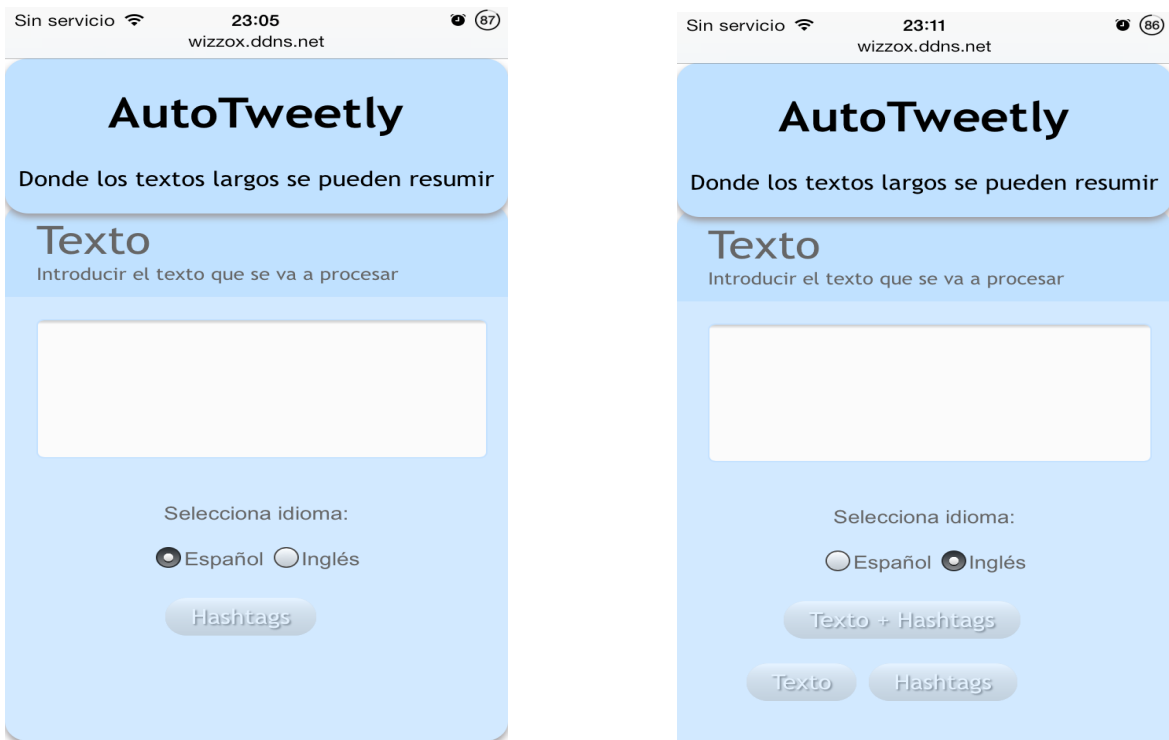 Sin servicio 23:05 87
wizzox.ddns.net
AutoTweetly
Donde los textos largos se pueden resumir
Texto
Introducir el texto que se va a procesar
Selecciona idioma:
Español Inglés
Hashtags
Sin servicio 23:11 86
wizzox.ddns.net
AutoTweetly
Donde los textos largos se pueden resumir
Texto
Introducir el texto que se va a procesar
Selecciona idioma:
Español Inglés
Texto + Hashtags
Texto Hashtags